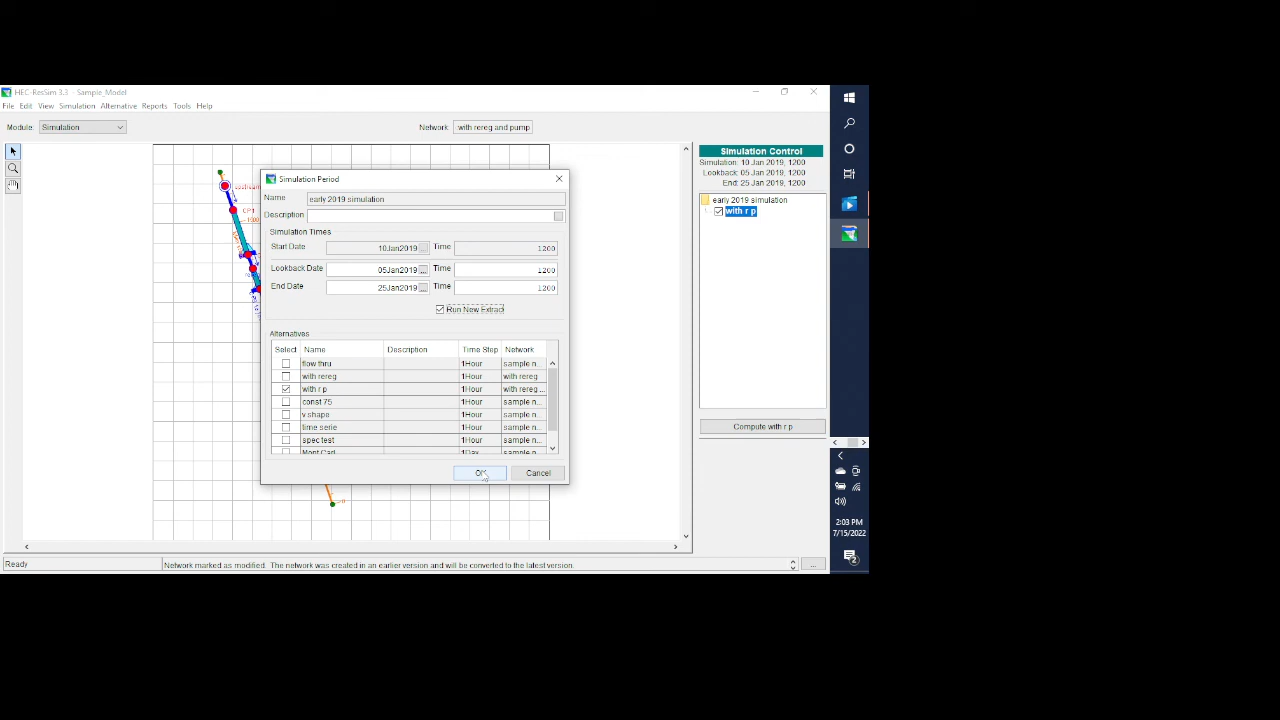 HEC-ResSim 3.3 - Sample_Model
File Edit View Simulation Alternative Reports Tools Help
Module: Simulation Network: with rereg and pump
Simulation Control
Simulation: 10 Jan 2019, 1200
Lookback: 05 Jan 2019, 1200
End: 25 Jan 2019, 1200
early 2019 simulation
with r p
Compute with r p
CP1
Simulation Period
Name early 2019 simulation
Description
Simulation Times
Start Date 10Jan2019 ... Time 1200
Lookback Date 05Jan2019 ... Time 1200
End Date 25Jan2019 ... Time 1200
Run New Extract
Alternatives
Select Name Description Time Step Network
flow thru 1Hour sample n...
with rereg 1Hour with rereg
with r p 1Hour with rereg ...
const 75 1Hour sample n...
v shape 1Hour sample n...
time serie 1Hour sample n...
spec test 1Hour sample n...
Mont Carl 1Day sample n...
OK Cancel
Ready Network marked as modified. The network was created in an earlier version and will be converted to the latest version. ...
2:03 PM
7/15/2022
2